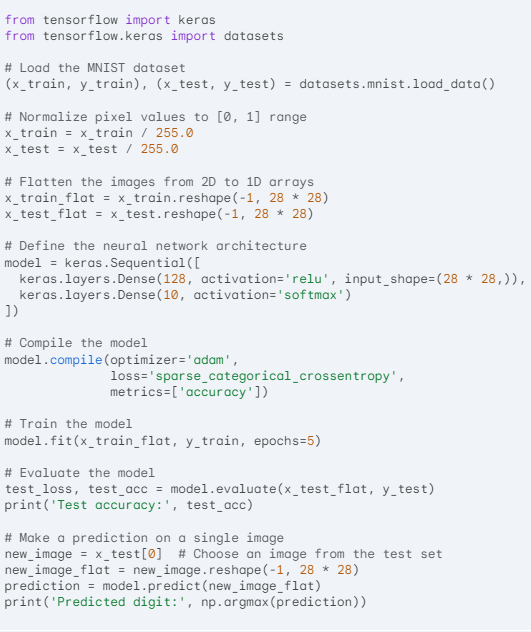 from tensorflow import keras
from tensorflow.keras import datasets

# Load the MNIST dataset
(x_train, y_train), (x_test, y_test) = datasets.mnist.load_data()

# Normalize pixel values to [0, 1] range
x_train = x_train / 255.0
x_test = x_test / 255.0

# Flatten the images from 2D to 1D arrays
x_train_flat = x_train.reshape(-1, 28 * 28)
x_test_flat = x_test.reshape(-1, 28 * 28)

# Define the neural network architecture
model = keras.Sequential([
  keras.layers.Dense(128, activation='relu', input_shape=(28 * 28,)),
  keras.layers.Dense(10, activation='softmax')
])

# Compile the model
model.compile(optimizer='adam',
              loss='sparse_categorical_crossentropy',
              metrics=['accuracy'])

# Train the model
model.fit(x_train_flat, y_train, epochs=5)

# Evaluate the model
test_loss, test_acc = model.evaluate(x_test_flat, y_test)
print('Test accuracy:', test_acc)

# Make a prediction on a single image
new_image = x_test[0]  # Choose an image from the test set
new_image_flat = new_image.reshape(-1, 28 * 28)
prediction = model.predict(new_image_flat)
print('Predicted digit:', np.argmax(prediction))